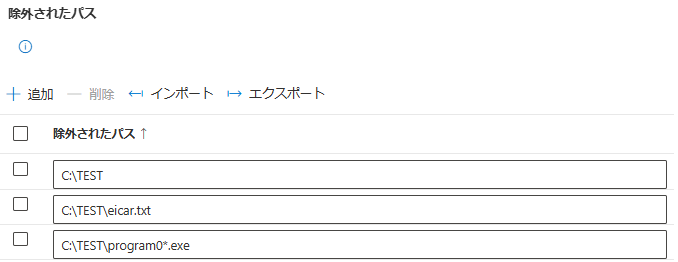 除外されたパス
追加 削除 インポート エクスポート
除外されたパス ↑
C:\TEST
C:\TEST\eicar.txt
C:\TEST\program0*.exe